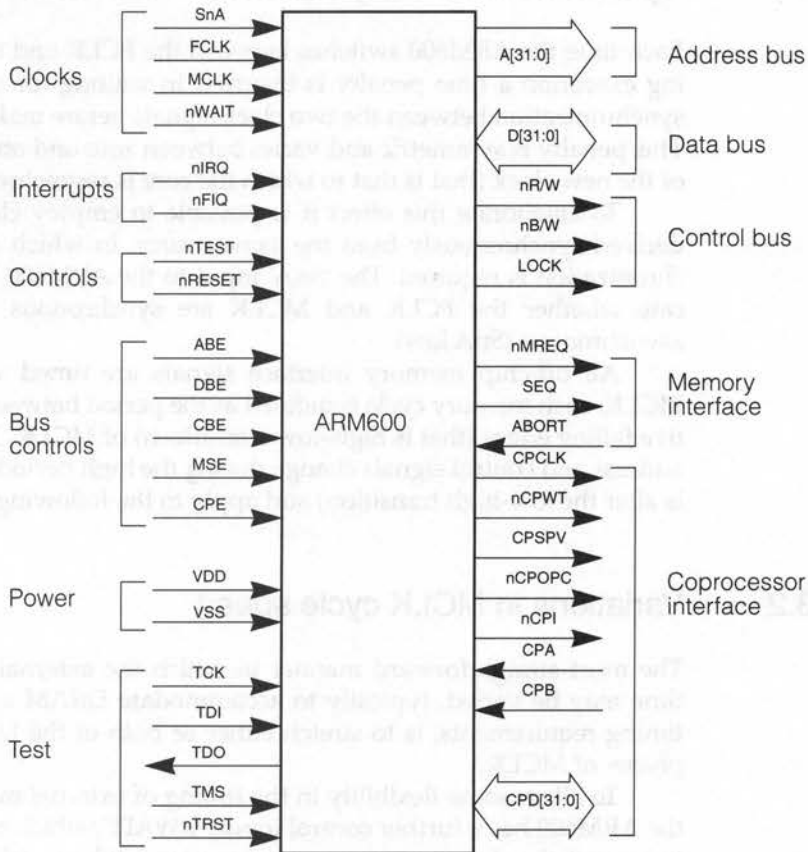 Clocks
SnA
FCLK
MCLK
nWAIT
Interrupts
nIRQ
nFIQ
Controls
nTEST
nRESET
Bus
controls
ABE
DBE
CBE
MSE
CPE
Power
VDD
VSS
Test
TCK
TDI
TDO
TMS
nTRST
ARM600
A[31:0]
Address bus
D[31:0]
Data bus
nR/W
nB/W
LOCK
Control bus
nMREQ
SEQ
ABORT
Memory
interface
CPCLK
nCPWT
CPSPV
nCPOPC
nCPI
CPA
CPB
CPD[31:0]
Coprocessor
interface